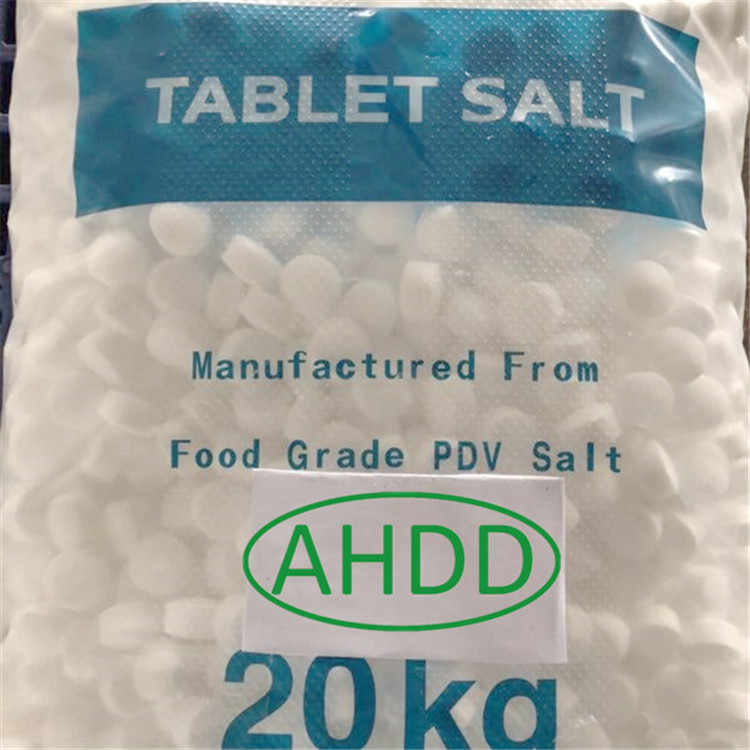 TABLET SALT
Manufactured From
Food Grade PDV Salt
AHDD
20kg